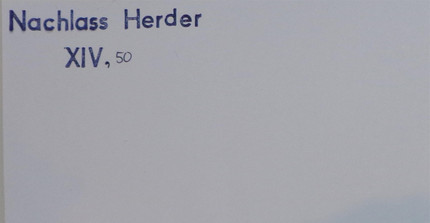 Nachlass Herder
XIV, 50